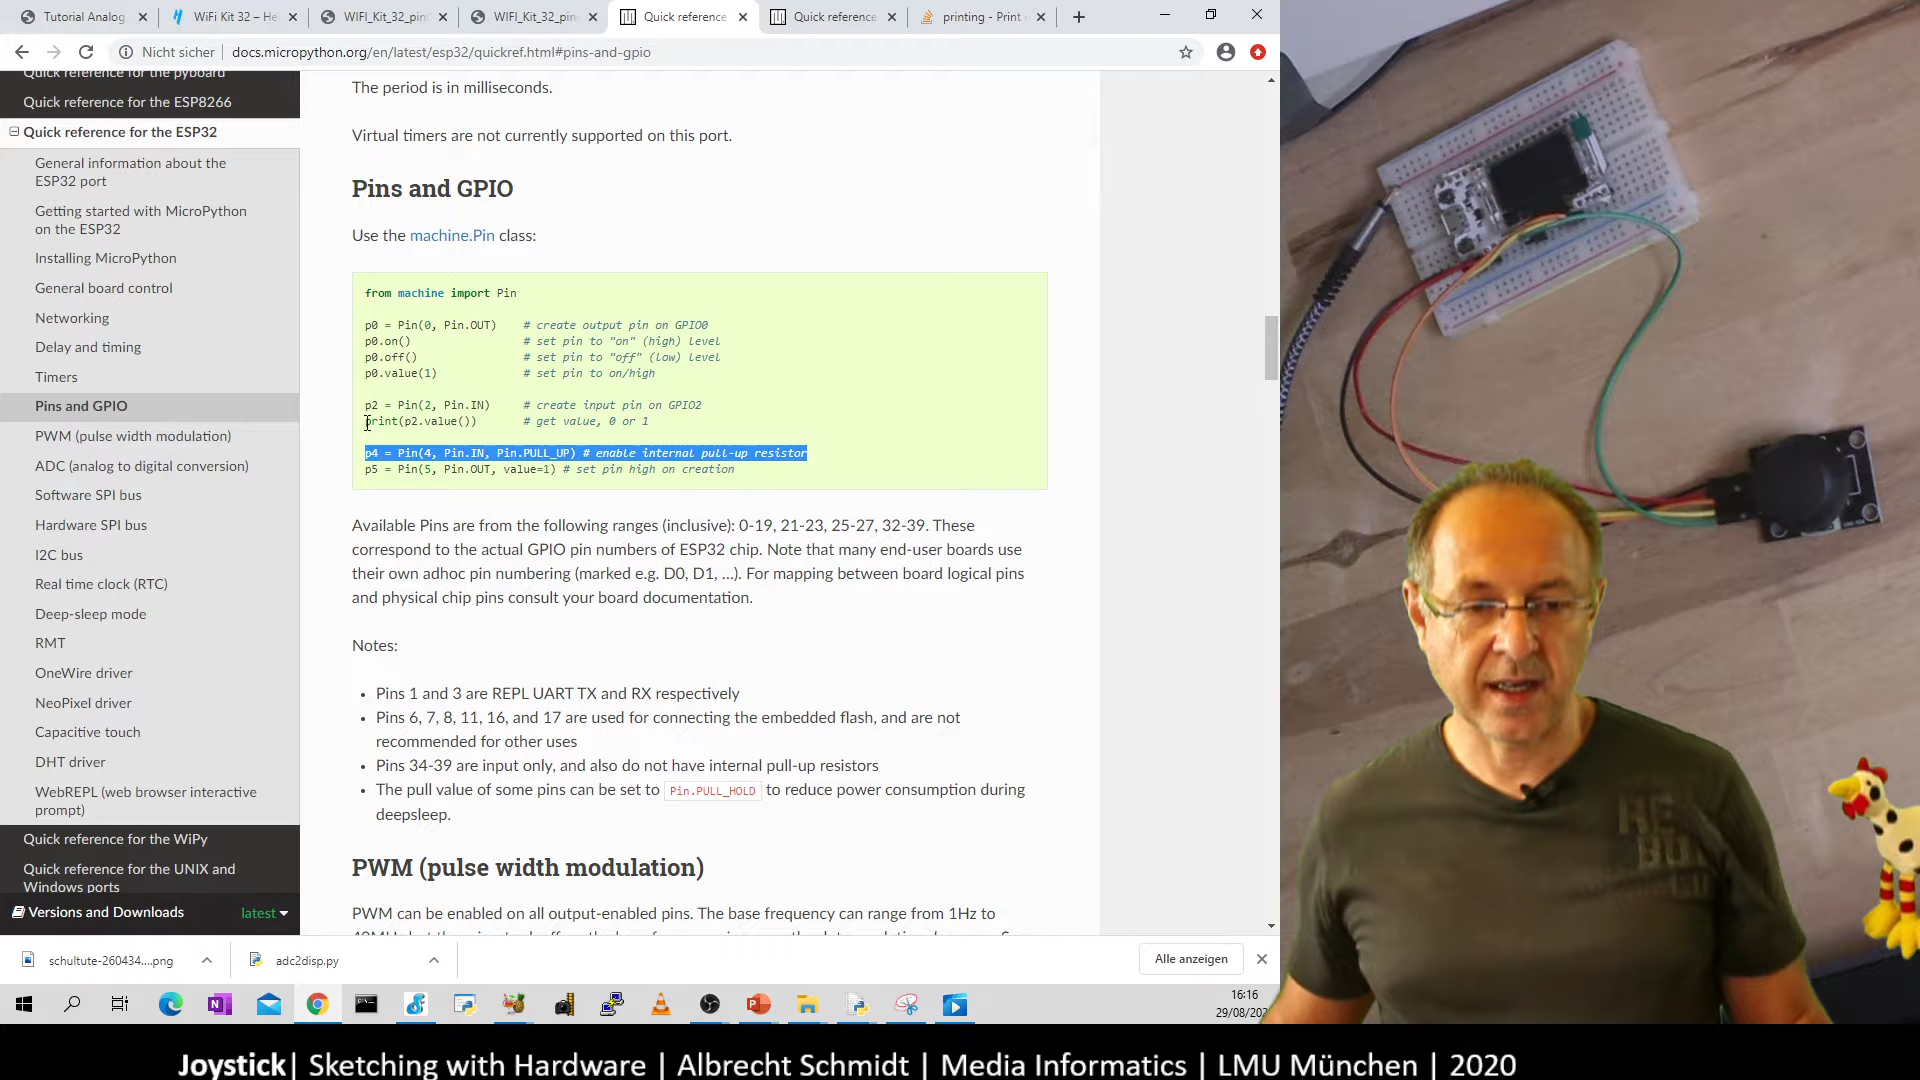 Tutorial Analog
WiFi Kit 32 – He
WIFI_Kit_32_pin
WIFI_Kit_32_pin
Quick reference
Quick reference
printing - Print
Nicht sicher
docs.micropython.org/en/latest/esp32/quickref.html#pins-and-gpio
Quick reference for the pyboard
Quick reference for the ESP8266
Quick reference for the ESP32
General information about the
ESP32 port
Getting started with MicroPython
on the ESP32
Installing MicroPython
General board control
Networking
Delay and timing
Timers
Pins and GPIO
PWM (pulse width modulation)
ADC (analog to digital conversion)
Software SPI bus
Hardware SPI bus
I2C bus
Real time clock (RTC)
Deep-sleep mode
RMT
OneWire driver
NeoPixel driver
Capacitive touch
DHT driver
WebREPL (web browser interactive
prompt)
Quick reference for the WiPy
Quick reference for the UNIX and
Windows ports
Versions and Downloads
latest
The period is in milliseconds.
Virtual timers are not currently supported on this port.
Pins and GPIO
Use the machine.Pin class:
from machine import Pin
p0 = Pin(0, Pin.OUT) # create output pin on GPIO0
p0.on() # set pin to "on" (high) level
p0.off() # set pin to "off" (low) level
p0.value(1) # set pin to on/high
p2 = Pin(2, Pin.IN) # create input pin on GPIO2
print(p2.value()) # get value, 0 or 1
p4 = Pin(4, Pin.IN, Pin.PULL_UP) # enable internal pull-up resistor
p5 = Pin(5, Pin.OUT, value=1) # set pin high on creation
Available Pins are from the following ranges (inclusive): 0-19, 21-23, 25-27, 32-39. These
correspond to the actual GPIO pin numbers of ESP32 chip. Note that many end-user boards use
their own adhoc pin numbering (marked e.g. D0, D1, …). For mapping between board logical pins
and physical chip pins consult your board documentation.
Notes:
• Pins 1 and 3 are REPL UART TX and RX respectively
• Pins 6, 7, 8, 11, 16, and 17 are used for connecting the embedded flash, and are not
recommended for other uses
• Pins 34-39 are input only, and also do not have internal pull-up resistors
• The pull value of some pins can be set to Pin.PULL_HOLD to reduce power consumption during
deepsleep.
PWM (pulse width modulation)
PWM can be enabled on all output-enabled pins. The base frequency can range from 1Hz to
schultute-260434....png
adc2disp.py
Alle anzeigen
16:16
Joystick| Sketching with Hardware | Albrecht Schmidt | Media Informatics | LMU München | 2020